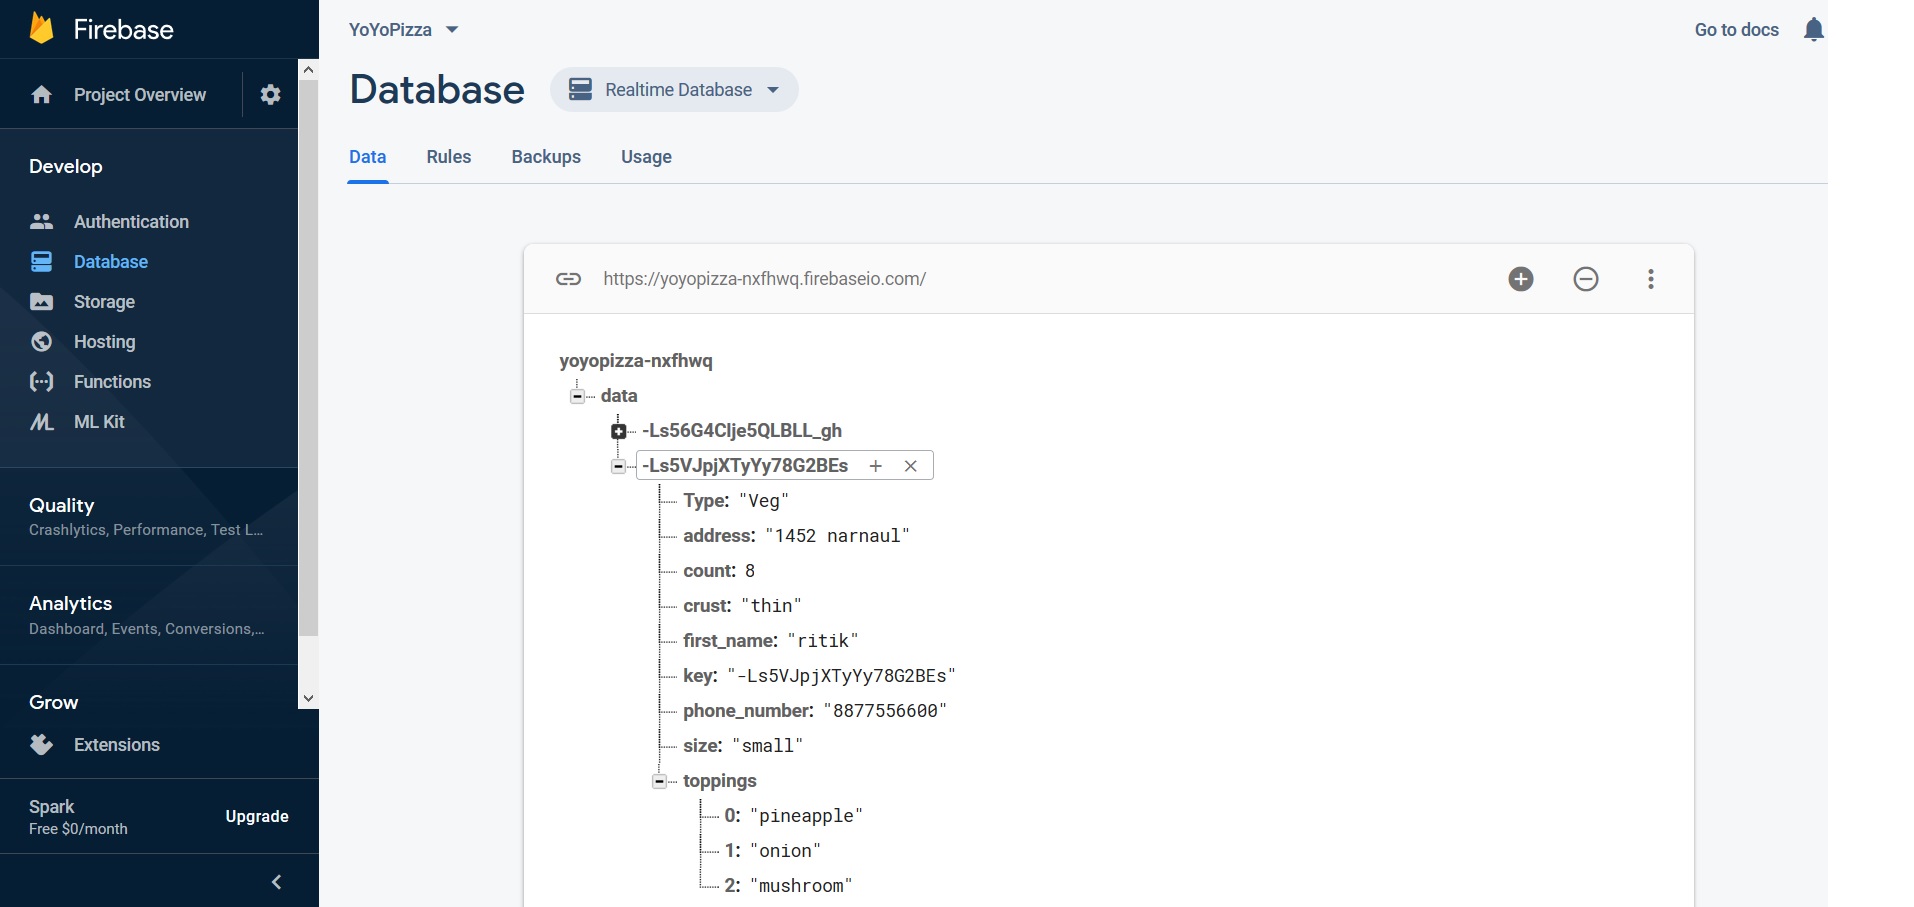 Firebase
Project Overview
Develop
Authentication
Database
Storage
Hosting
Functions
ML Kit
Quality
Crashlytics, Performance, Test L...
Analytics
Dashboard, Events, Conversions,...
Grow
Extensions
Spark
Free $0/month
Upgrade
YoYoPizza
Go to docs
Database
Realtime Database
Data Rules Backups Usage
https://yoyopizza-nxfhwq.firebaseio.com/
yoyopizza-nxfhwq
data
-Ls56G4Clje5QLBLL_gh
-Ls5VJpjXTyYy78G2BEs
Type: "Veg"
address: "1452 narnaul"
count: 8
crust: "thin"
first_name: "ritik"
key: "-Ls5VJpjXTyYy78G2BEs"
phone_number: "8877556600"
size: "small"
toppings
0: "pineapple"
1: "onion"
2: "mushroom"